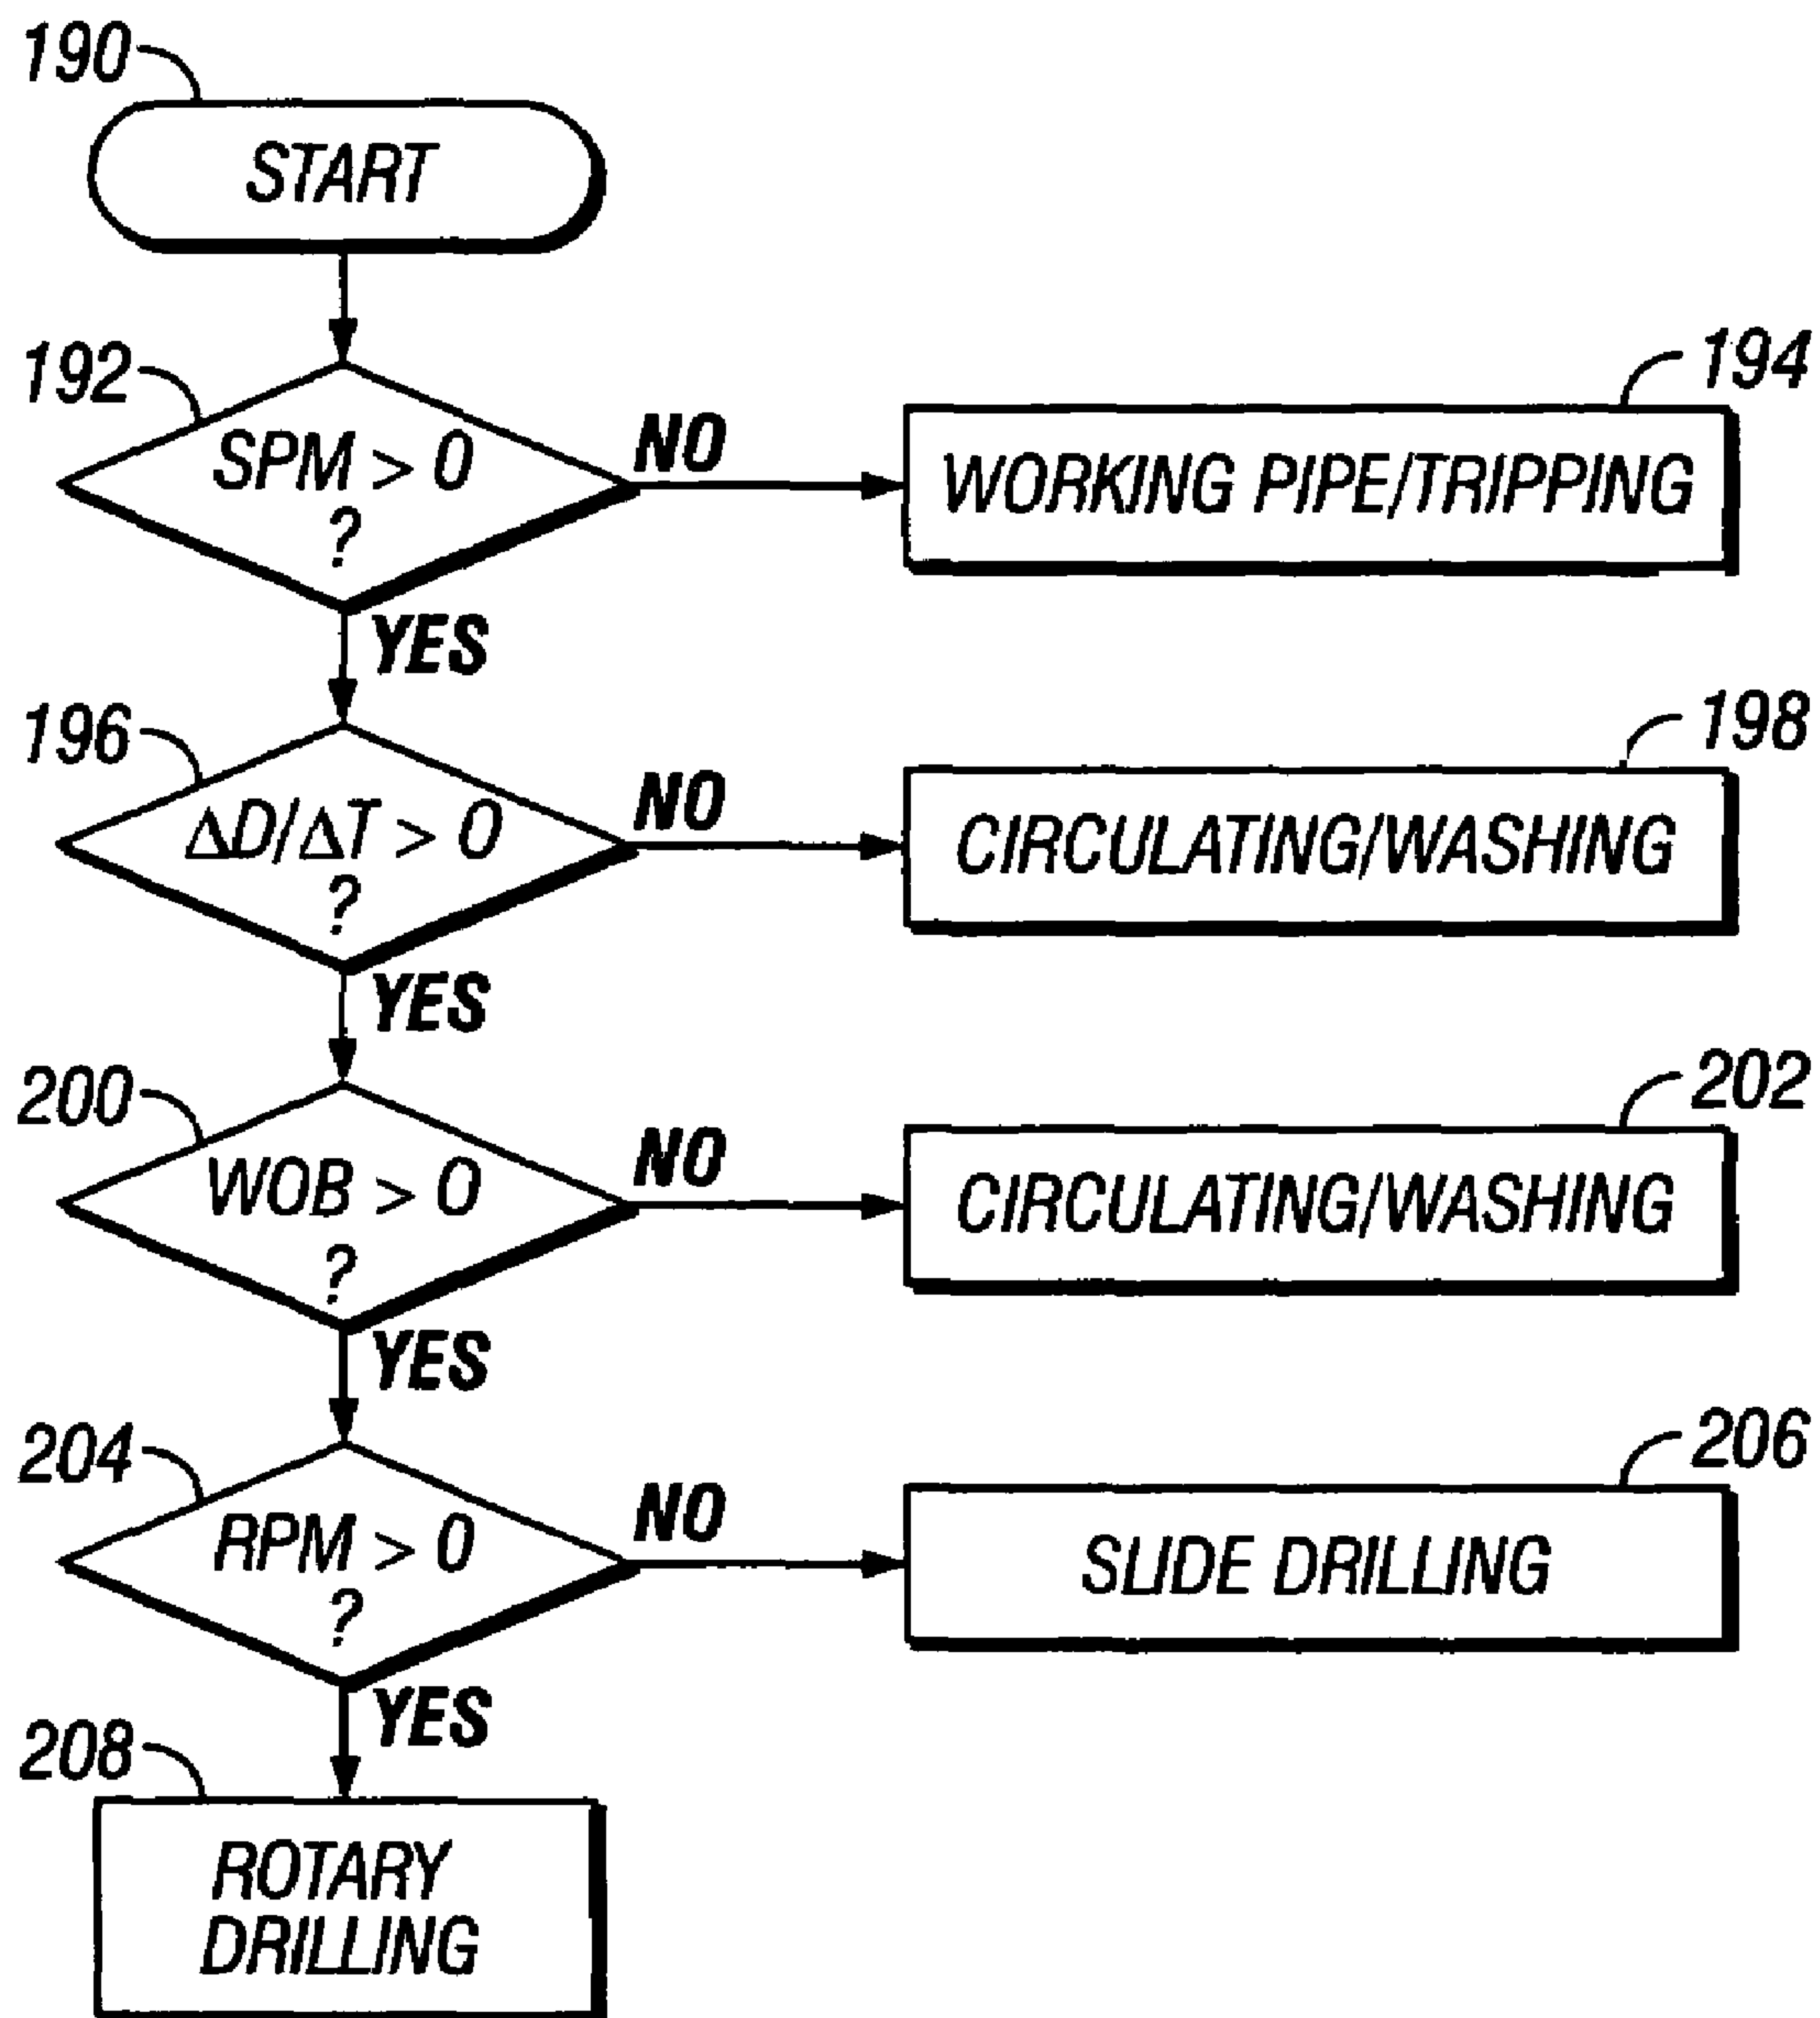 190
START
192
SPM > 0
?
NO
194
WORKING PIPE/TRIPPING
YES
196
ΔD/ΔT > 0
?
NO
198
CIRCULATING/WASHING
YES
200
WOB > 0
?
NO
202
CIRCULATING/WASHING
YES
204
RPM > 0
?
NO
206
SLIDE DRILLING
YES
208
ROTARY
DRILLING